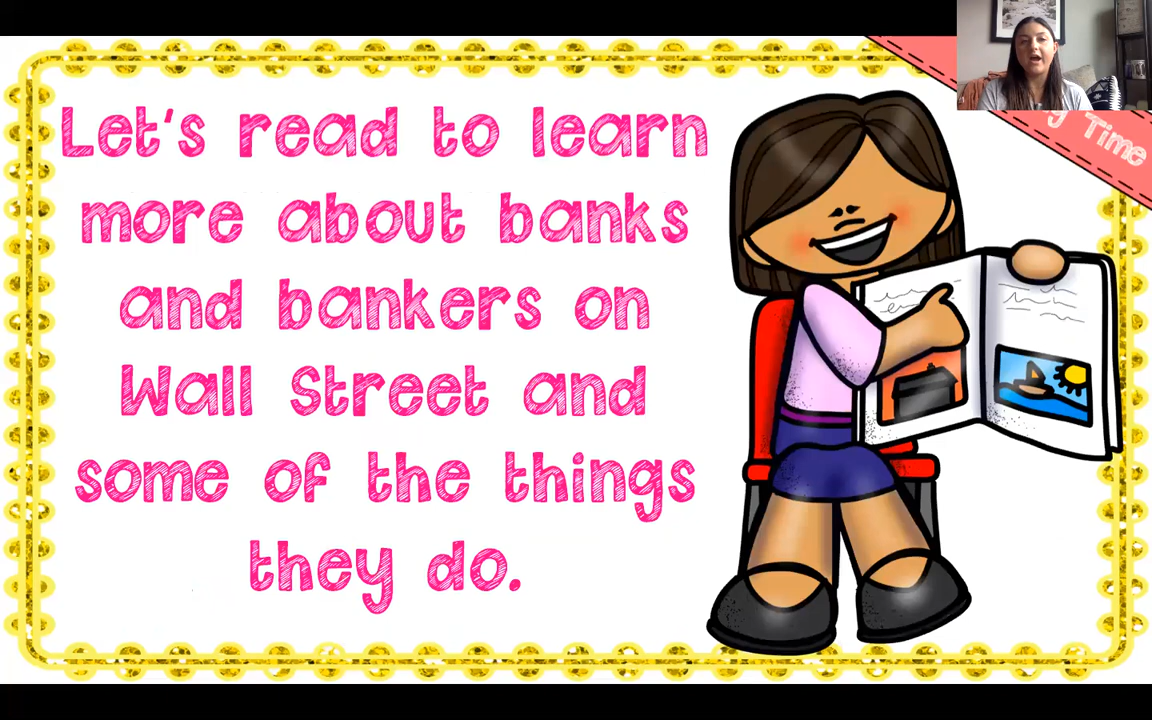 Let's read to learn
more about banks
and bankers on
Wall Street and
some of the things
they do.
Time